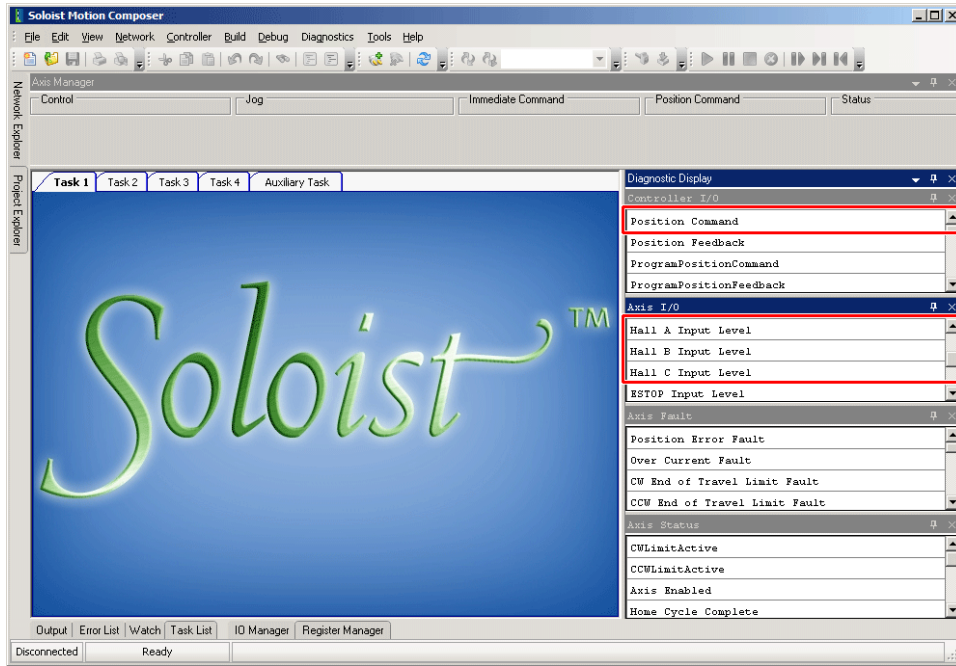 Soloist Motion Composer
File Edit View Network Controller Build Debug Diagnostics Tools Help
Axis Manager
Control Jog Immediate Command Position Command Status
Network Explorer
Project Explorer
Task 1 Task 2 Task 3 Task 4 Auxiliary Task
Soloist™
Diagnostic Display
Controller I/O
Position Command
Position Feedback
ProgramPositionCommand
ProgramPositionFeedback
Axis I/O
Hall A Input Level
Hall B Input Level
Hall C Input Level
ESTOP Input Level
Axis Fault
Position Error Fault
Over Current Fault
CW End of Travel Limit Fault
CCW End of Travel Limit Fault
Axis Status
CWLimitActive
CCWLimitActive
Axis Enabled
Home Cycle Complete
Output Error List Watch Task List IO Manager Register Manager
Disconnected Ready